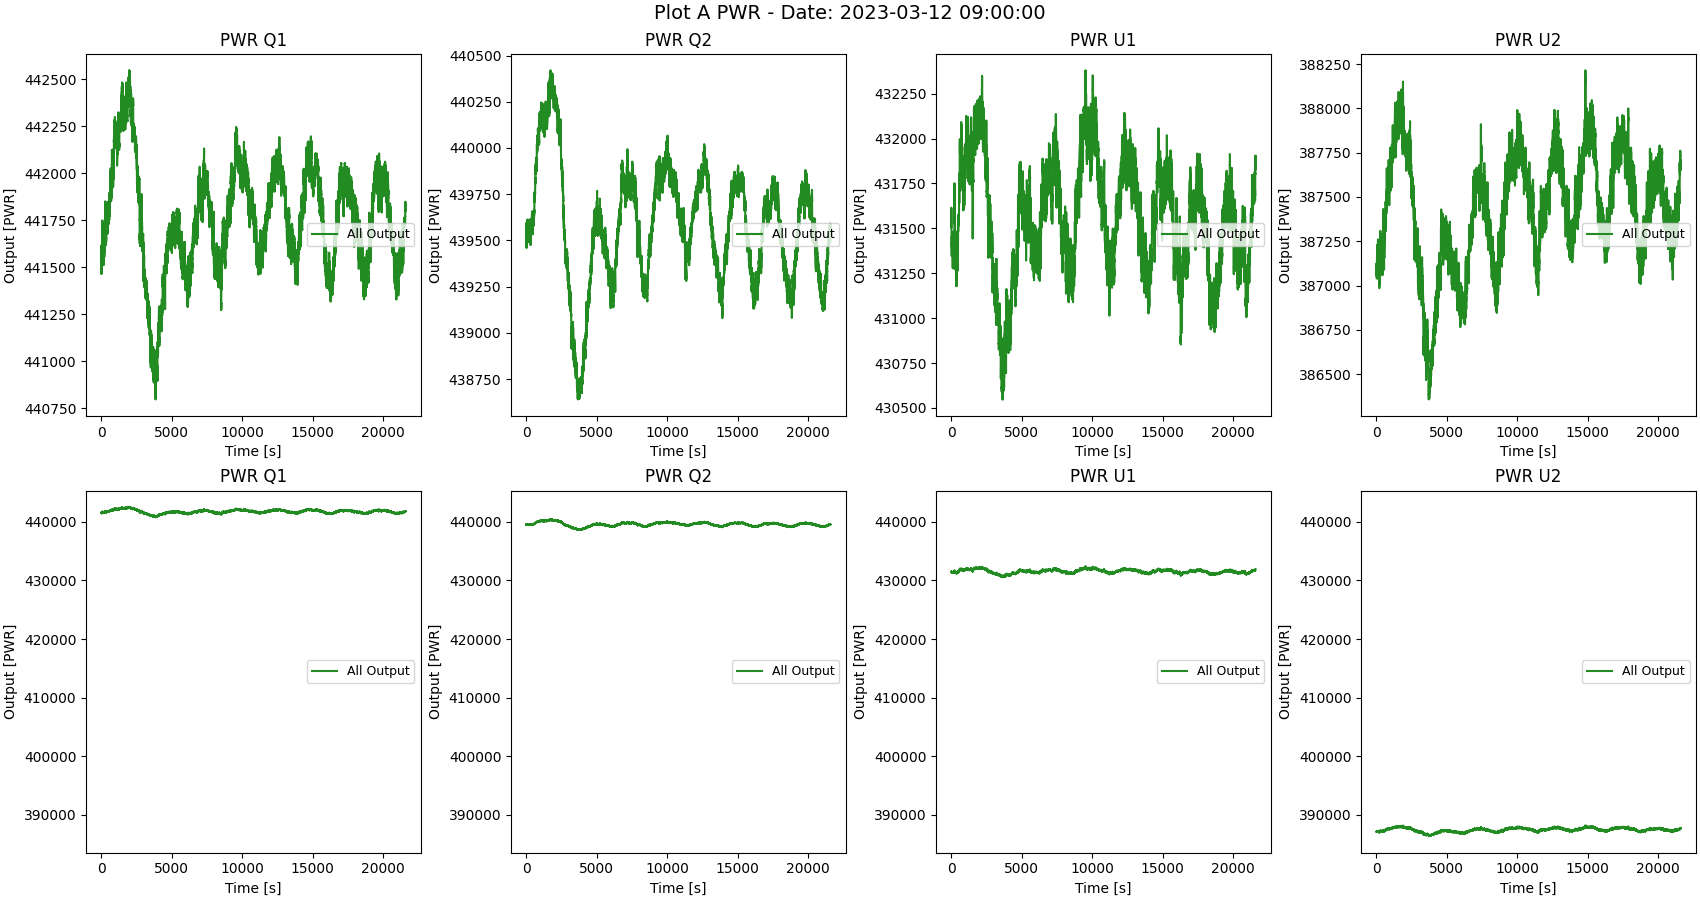 Plot A PWR - Date: 2023-03-12 09:00:00
PWR Q1
Output [PWR]
442500
442250
442000
441750
441500
441250
441000
440750
0
5000
10000
15000
20000
Time [s]
All Output
PWR Q2
Output [PWR]
440500
440250
440000
439750
439500
439250
439000
438750
0
5000
10000
15000
20000
Time [s]
All Output
PWR U1
Output [PWR]
432250
432000
431750
431500
431250
431000
430750
430500
0
5000
10000
15000
20000
Time [s]
All Output
PWR U2
Output [PWR]
388250
388000
387750
387500
387250
387000
386750
386500
0
5000
10000
15000
20000
Time [s]
All Output
PWR Q1
Output [PWR]
440000
430000
420000
410000
400000
390000
0
5000
10000
15000
20000
Time [s]
All Output
PWR Q2
Output [PWR]
440000
430000
420000
410000
400000
390000
0
5000
10000
15000
20000
Time [s]
All Output
PWR U1
Output [PWR]
440000
430000
420000
410000
400000
390000
0
5000
10000
15000
20000
Time [s]
All Output
PWR U2
Output [PWR]
440000
430000
420000
410000
400000
390000
0
5000
10000
15000
20000
Time [s]
All Output